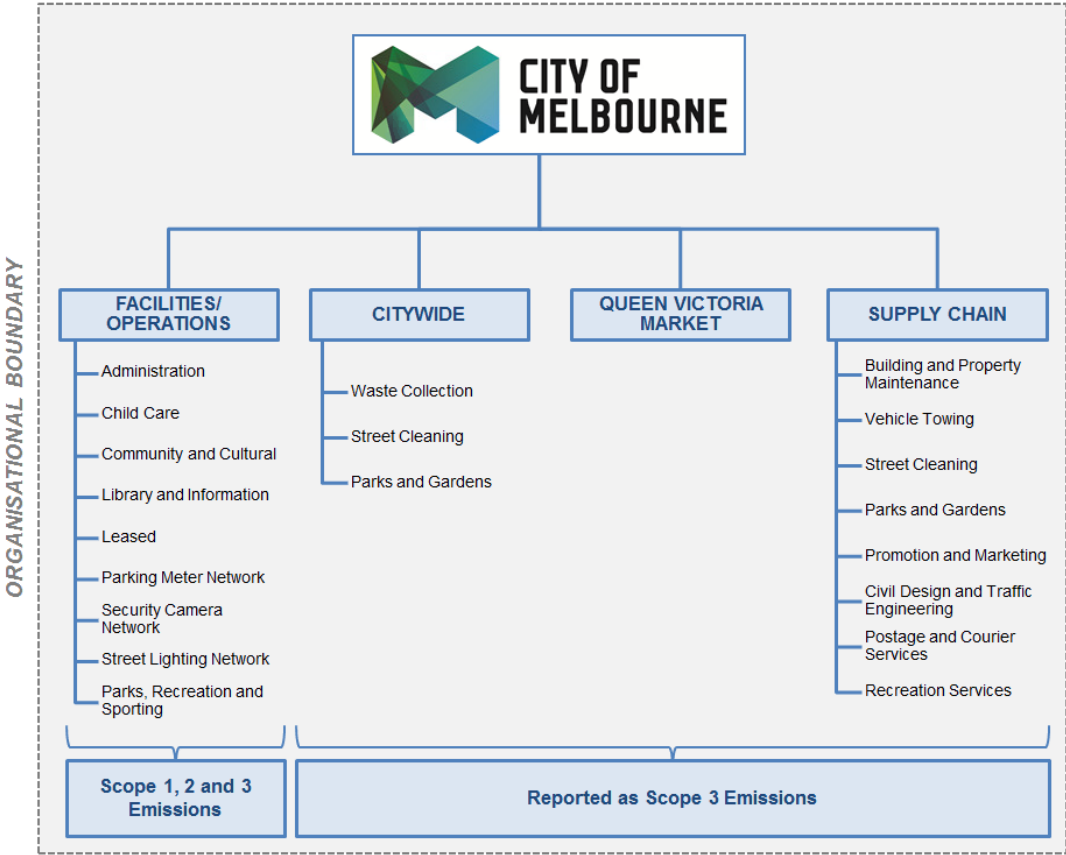 CITY OF
MELBOURNE
ORGANISATIONAL BOUNDARY
FACILITIES/
OPERATIONS
Administration
Child Care
Community and Cultural
Library and Information
Leased
Parking Meter Network
Security Camera
Network
Street Lighting Network
Parks, Recreation and
Sporting
CITYWIDE
Waste Collection
Street Cleaning
Parks and Gardens
QUEEN VICTORIA
MARKET
SUPPLY CHAIN
Building and Property
Maintenance
Vehicle Towing
Street Cleaning
Parks and Gardens
Promotion and Marketing
Civil Design and Traffic
Engineering
Postage and Courier
Services
Recreation Services
Scope 1, 2 and 3
Emissions
Reported as Scope 3 Emissions